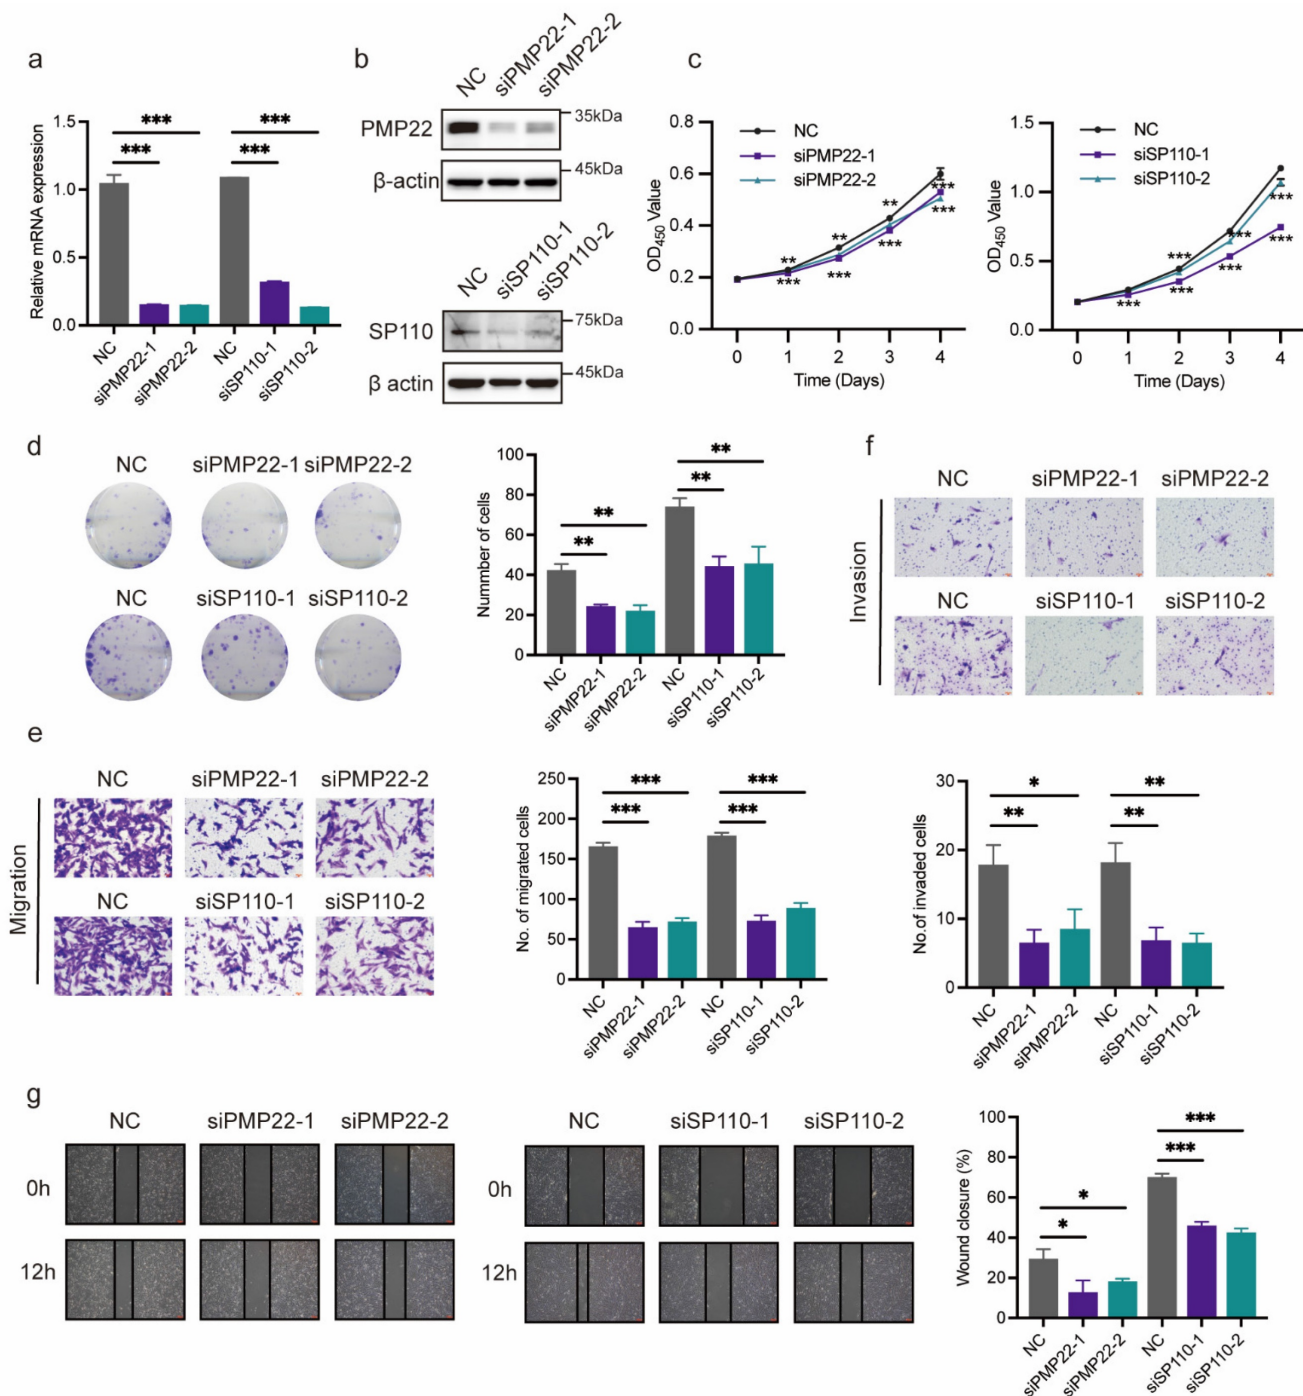 a
***
***
***
***
1.5
1.0
0.5
0.0
Relative mRNA expression
NC
siPMP22-1
siPMP22-2
NC
siSP110-1
siSP110-2
b
NC
siPMP22-1
siPMP22-2
PMP22
35kDa
45kDa
β-actin
NC
siSP110-1
siSP110-2
SP110
75kDa
45kDa
β actin
c
0.8
0.6
0.4
0.2
0.0
OD450 Value
NC
siPMP22-1
siPMP22-2
**
***
**
***
**
***
***
***
0 1 2 3 4
Time (Days)
1.5
1.0
0.5
0.0
OD450 Value
NC
siSP110-1
siSP110-2
***
***
***
***
***
***
***
0 1 2 3 4
Time (Days)
d
NC siPMP22-1 siPMP22-2
NC siSP110-1 siSP110-2
100
80
60
40
20
0
Nummber of cells
**
**
**
**
NC
siPMP22-1
siPMP22-2
NC
siSP110-1
siSP110-2
f
Invasion
NC siPMP22-1 siPMP22-2
NC siSP110-1 siSP110-2
e
Migration
NC siPMP22-1 siPMP22-2
NC siSP110-1 siSP110-2
250
200
150
100
50
0
No. of migrated cells
***
***
***
***
NC
siPMP22-1
siPMP22-2
NC
siSP110-1
siSP110-2
30
20
10
0
No.of invaded cells
*
**
**
**
NC
siPMP22-1
siPMP22-2
NC
siSP110-1
siSP110-2
g
NC siPMP22-1 siPMP22-2
0h
12h
NC siSP110-1 siSP110-2
0h
12h
100
80
60
40
20
0
Wound closure (%)
*
*
***
***
NC
siPMP22-1
siPMP22-2
NC
siSP110-1
siSP110-2